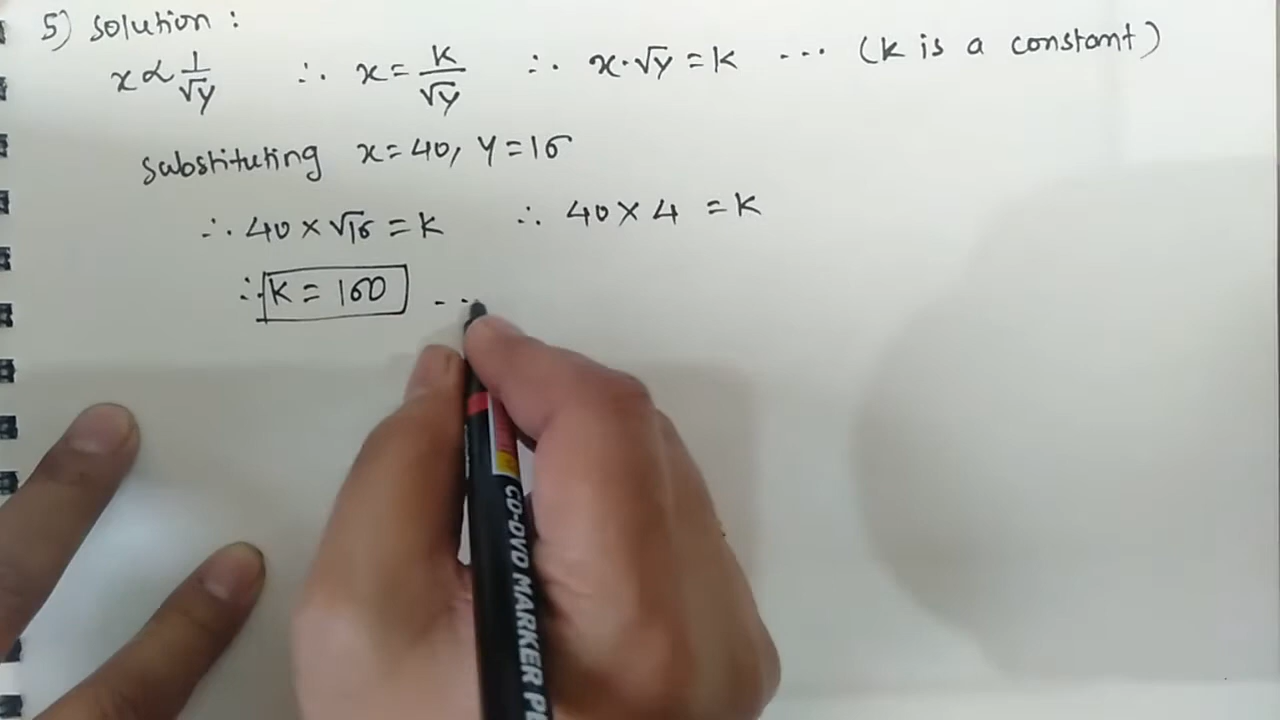 5) Solution :
x ∝ 1/√y ∴ x = K/√y ∴ x·√y = K --- (K is a constant)
Substituting x = 40, Y = 16
∴ 40 × √16 = K ∴ 40 × 4 = K
∴ K = 160 - --
CD-DVD MARKER